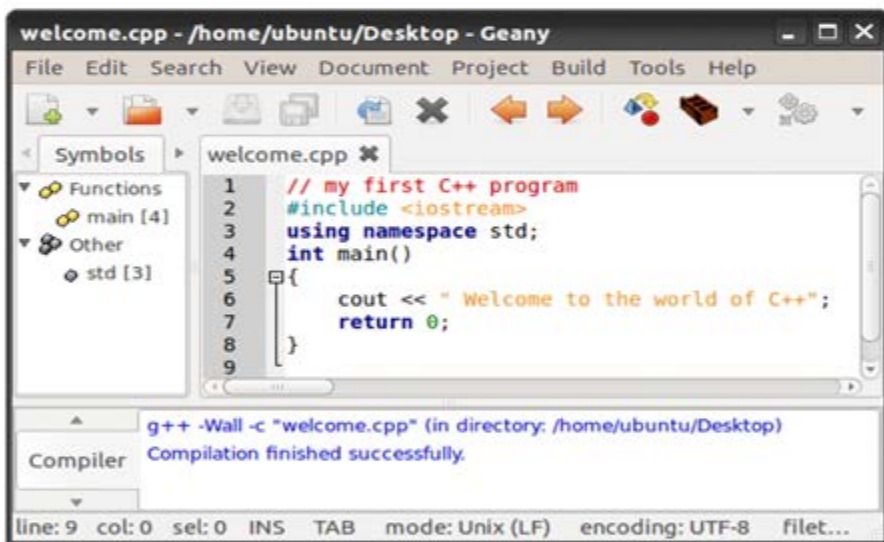 welcome.cpp - /home/ubuntu/Desktop - Geany
File Edit Search View Document Project Build Tools Help
Symbols
welcome.cpp
Functions
main [4]
Other
std [3]
1 // my first C++ program
2 #include <iostream>
3 using namespace std;
4 int main()
5 {
6 cout << " Welcome to the world of C++";
7 return 0;
8 }
9
Compiler
g++ -Wall -c "welcome.cpp" (in directory: /home/ubuntu/Desktop)
Compilation finished successfully.
line: 9 col: 0 sel: 0 INS TAB mode: Unix (LF) encoding: UTF-8 filet...